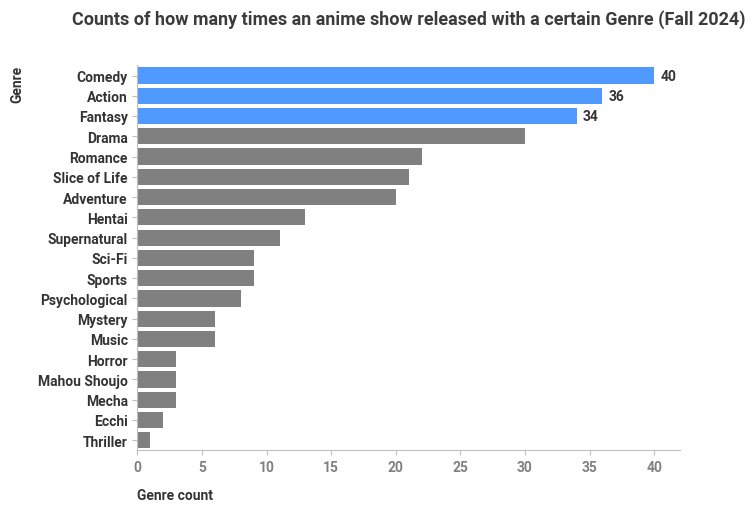 Counts of how many times an anime show released with a certain Genre (Fall 2024)
Genre
Comedy 40
Action 36
Fantasy 34
Drama
Romance
Slice of Life
Adventure
Hentai
Supernatural
Sci-Fi
Sports
Psychological
Mystery
Music
Horror
Mahou Shoujo
Mecha
Ecchi
Thriller
0 5 10 15 20 25 30 35 40
Genre count